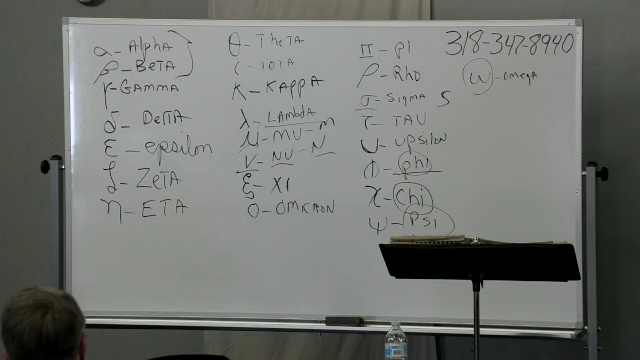 α - Alpha
β - BeTA
γ - GAMMA
δ - DelTA
ε - epsilon
ζ - ZeTA
η - ETA
θ - TheTA
ι - IOTA
κ - KAppA
λ - LAmbdA
μ - MU - m
ν - NU - N
ξ - XI
ο - OMICRON
π - pI
ρ - Rho
σ - SigmA S
τ - TAU
υ - UpSILON
φ - phi
χ - Chi
ψ - PSI
318-347-8940
ω - omegA